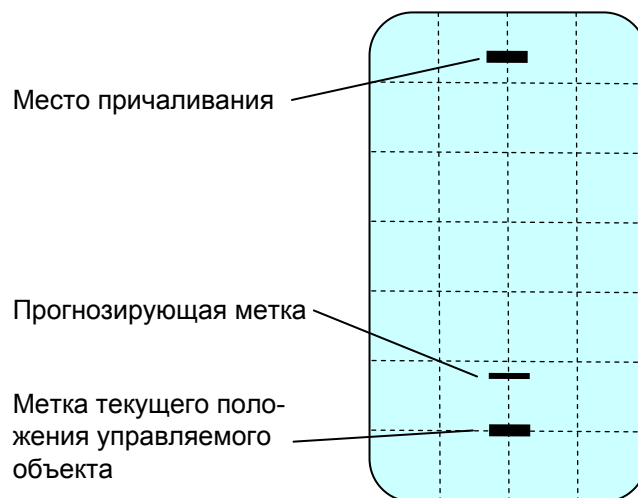 Место причаливания
Прогнозирующая метка
Метка текущего поло-
жения управляемого
объекта